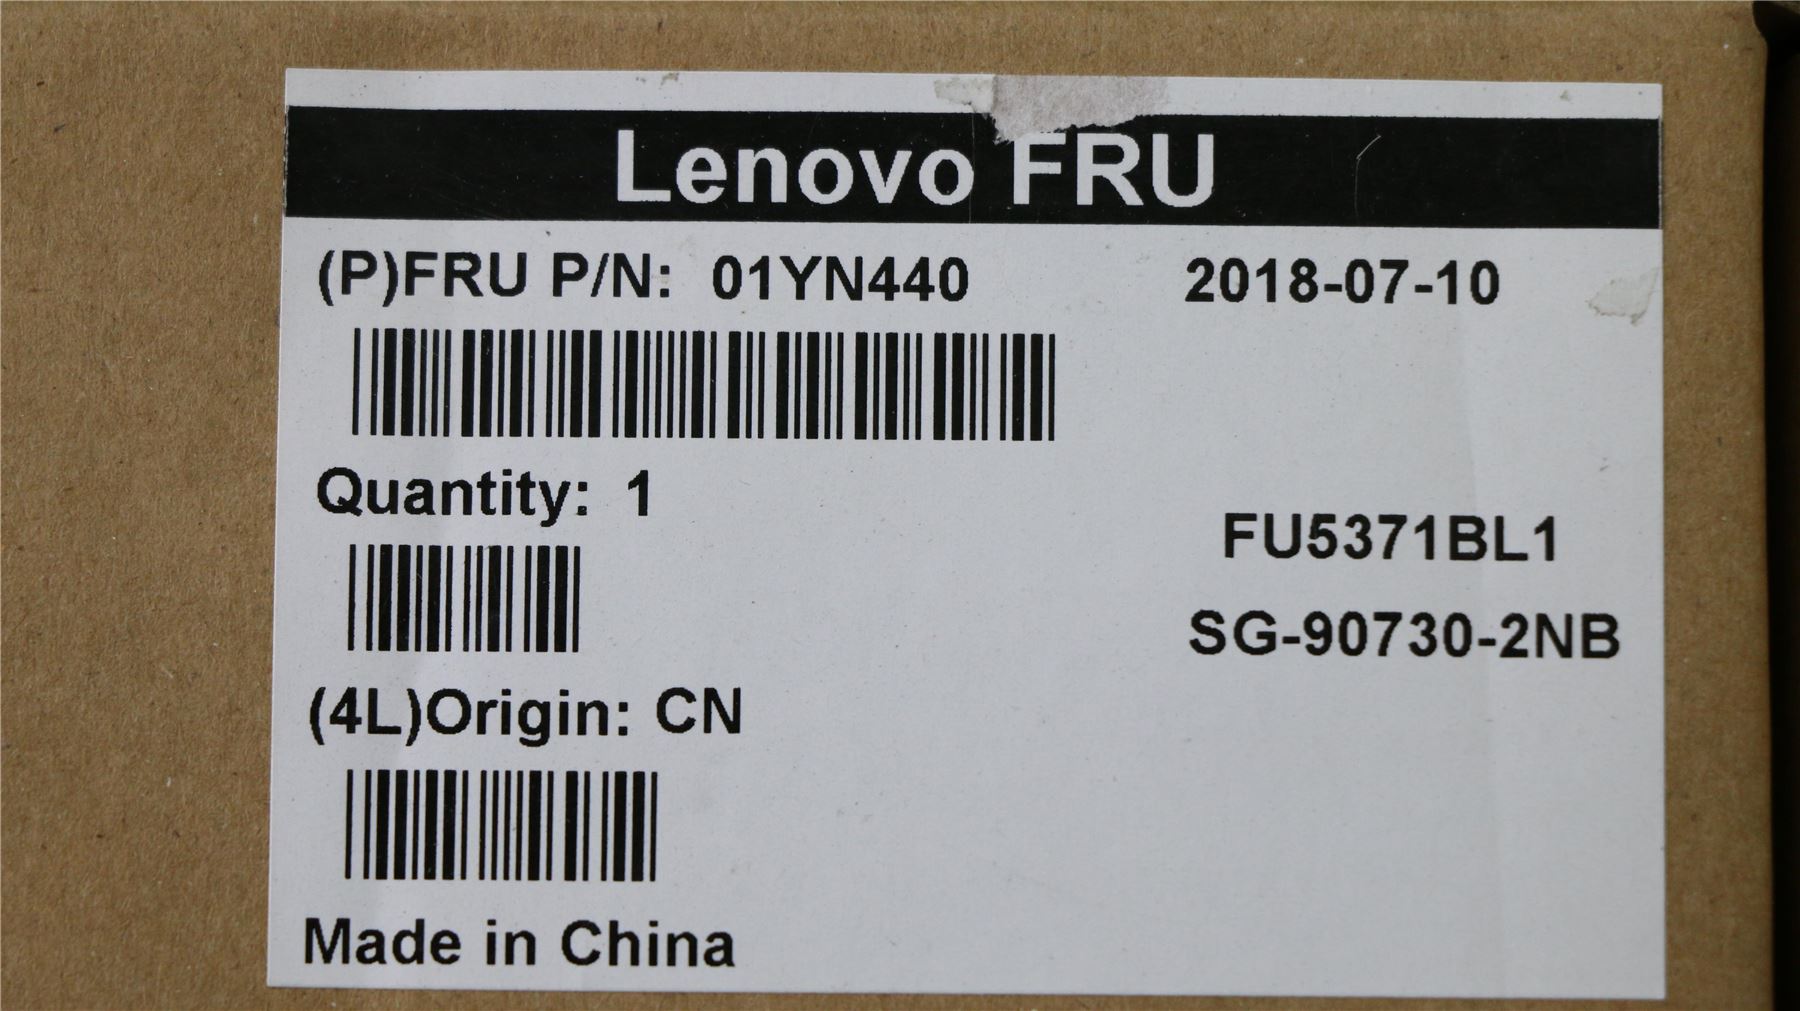 Lenovo FRU
(P)FRU P/N: 01YN440 2018-07-10
Quantity: 1
FU5371BL1
SG-90730-2NB
(4L)Origin: CN
Made in China